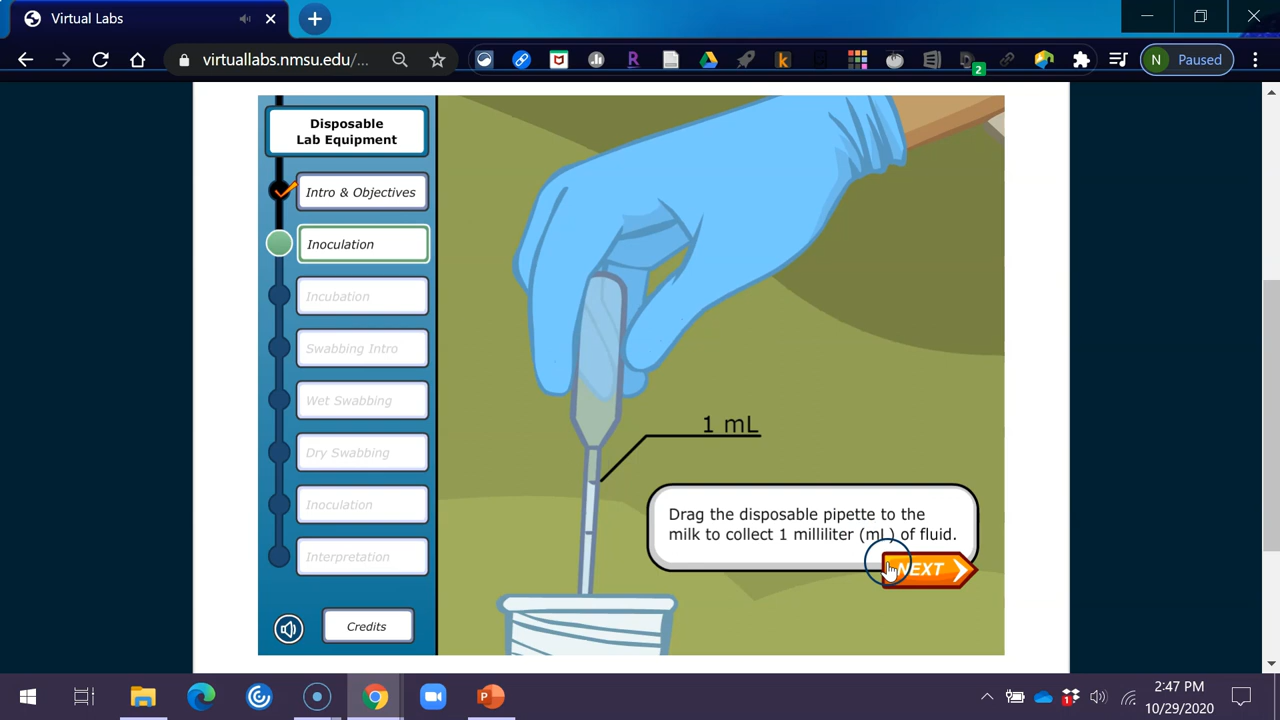 Virtual Labs
virtuallabs.nmsu.edu/...
R
k
D
2
N
Paused
Disposable
Lab Equipment
Intro & Objectives
Inoculation
Incubation
Swabbing Intro
Wet Swabbing
Dry Swabbing
Inoculation
Interpretation
Credits
1 mL
Drag the disposable pipette to the
milk to collect 1 milliliter (mL) of fluid.
NEXT
2:47 PM
10/29/2020
1